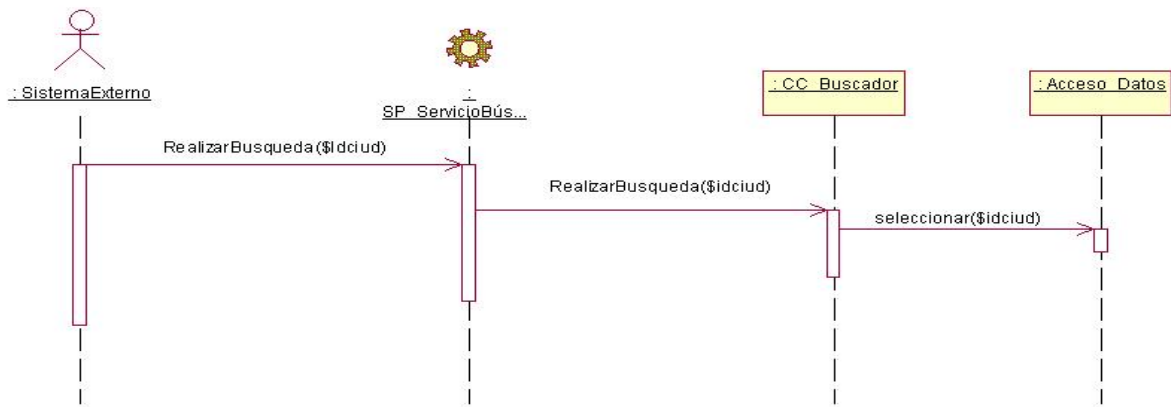 : SistemaExterno
:
SP_ServicioBús...
: CC_Buscador
: Acceso_Datos
RealizarBusqueda($Idciud)
RealizarBusqueda($idciud)
seleccionar($idciud)